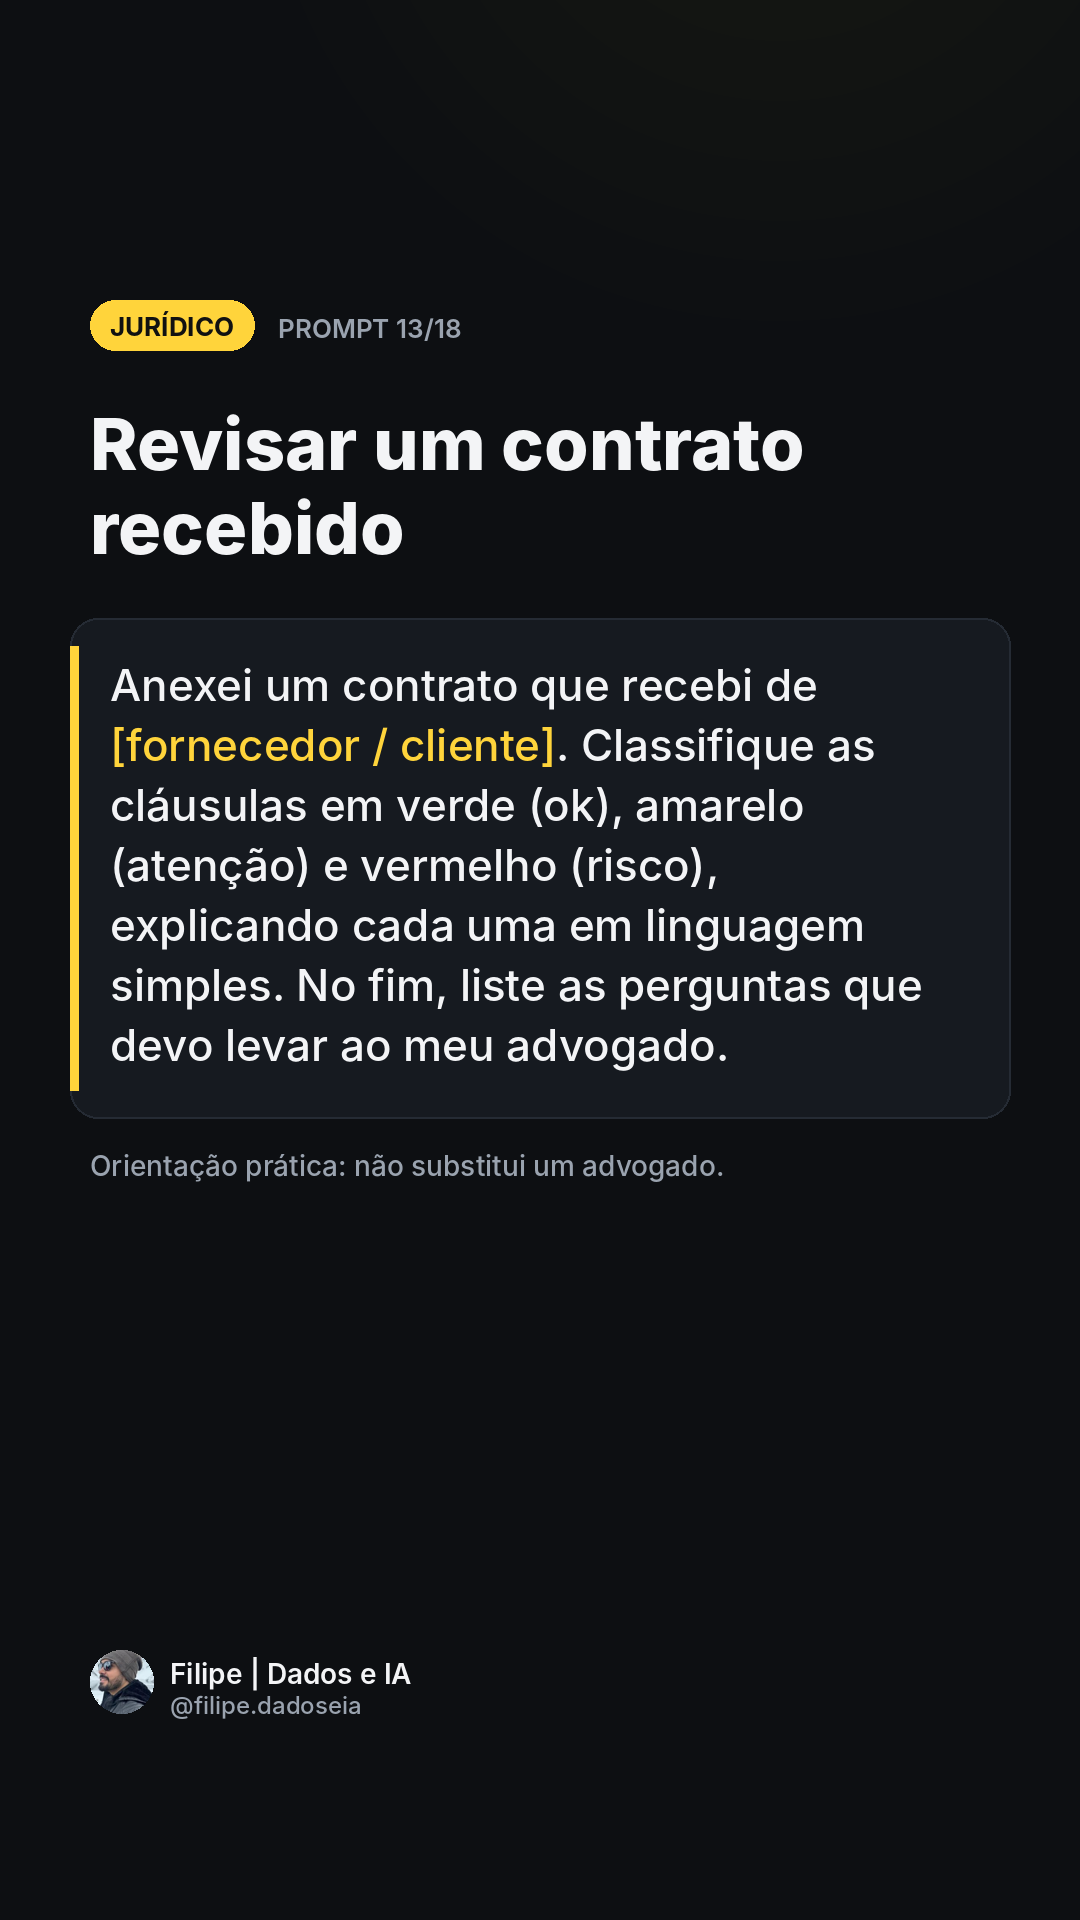 JURÍDICO PROMPT 13/18
Revisar um contrato
recebido
Anexei um contrato que recebi de
[fornecedor / cliente]. Classifique as
cláusulas em verde (ok), amarelo
(atenção) e vermelho (risco),
explicando cada uma em linguagem
simples. No fim, liste as perguntas que
devo levar ao meu advogado.
Orientação prática: não substitui um advogado.
Filipe | Dados e IA
@filipe.dadoseia